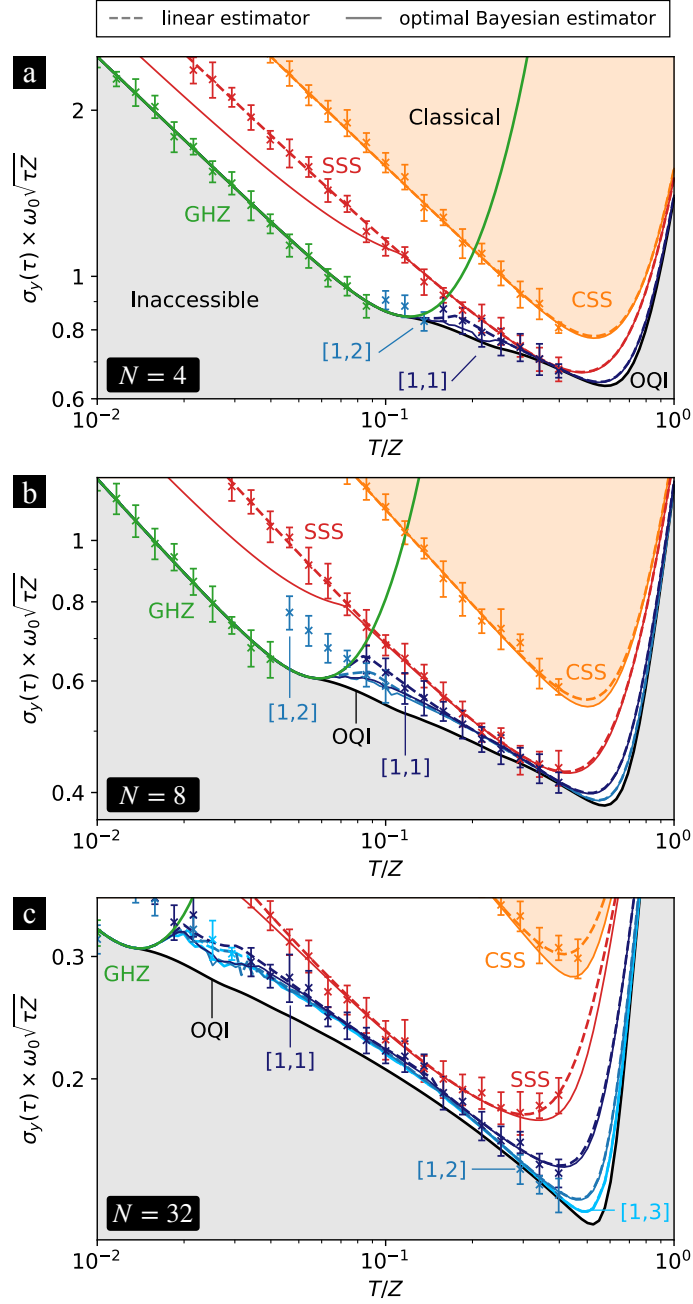 linear estimator optimal Bayesian estimator
a
2
1
0.8
0.6
σ_y(τ) × ω₀√τZ
Classical
SSS
GHZ
Inaccessible
CSS
[1,2]
[1,1]
OQI
N = 4
10⁻² 10⁻¹ 10⁰
T/Z
b
1
0.8
0.6
0.4
σ_y(τ) × ω₀√τZ
SSS
GHZ
CSS
[1,2]
OQI
[1,1]
N = 8
10⁻² 10⁻¹ 10⁰
T/Z
c
0.3
0.2
σ_y(τ) × ω₀√τZ
CSS
GHZ
OQI
[1,1]
SSS
[1,2]
[1,3]
N = 32
10⁻² 10⁻¹ 10⁰
T/Z